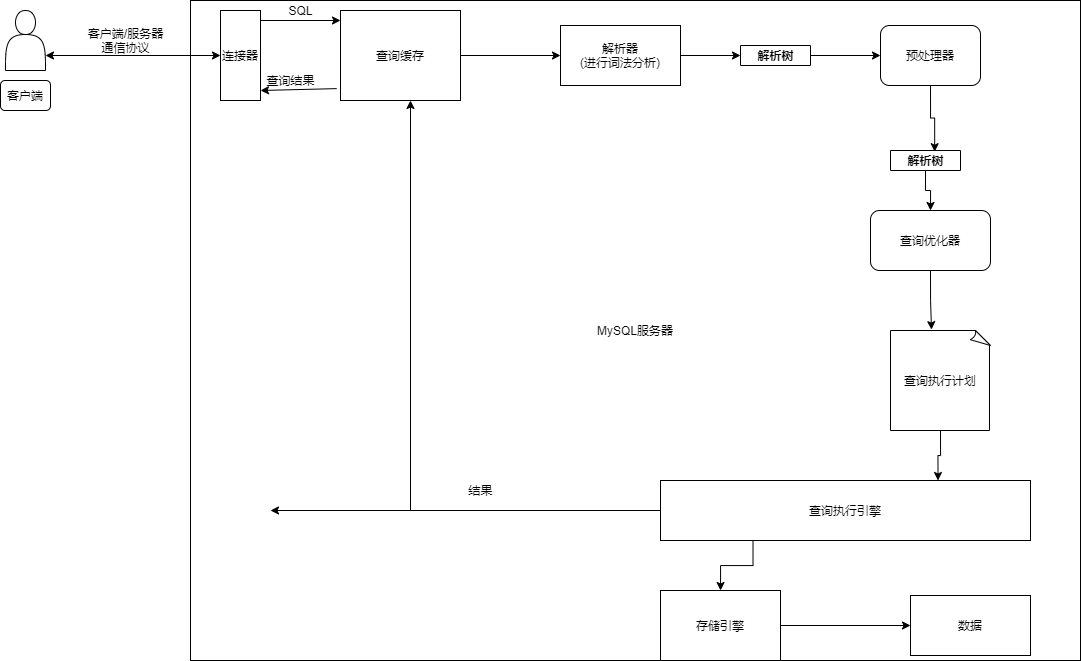 SQL
客户端/服务器
通信协议
连接器
查询缓存
解析器
(进行词法分析)
解析树
预处理器
查询结果
客户端
解析树
查询优化器
MySQL服务器
查询执行计划
结果
查询执行引擎
存储引擎
数据